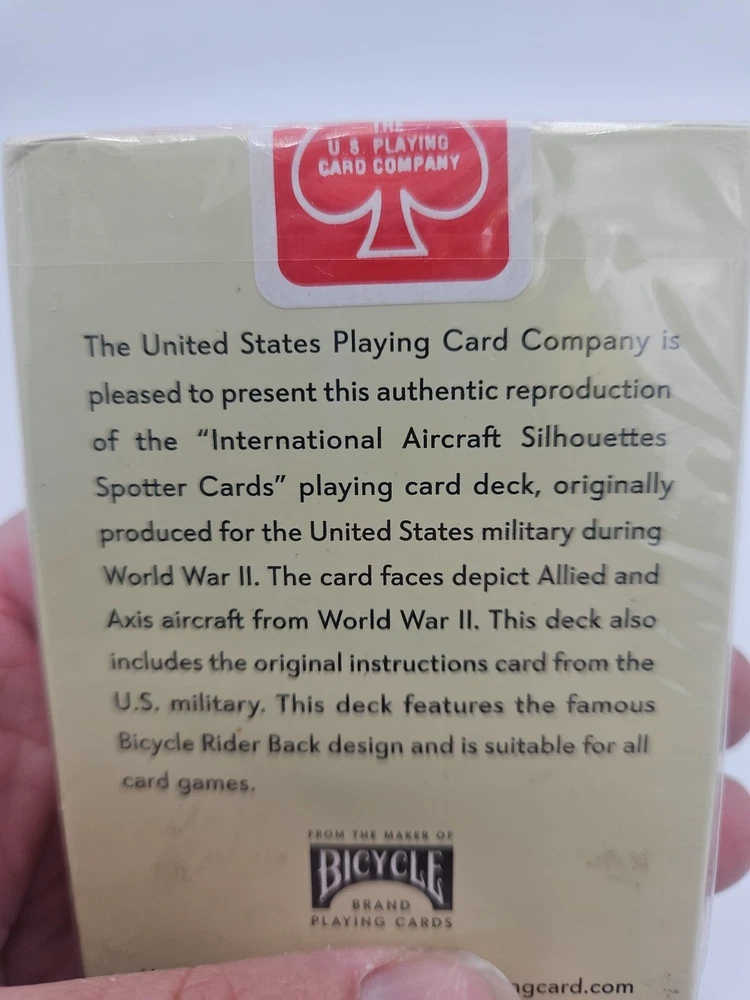 THE
U.S. PLAYING
CARD COMPANY
The United States Playing Card Company is
pleased to present this authentic reproduction
of the “International Aircraft Silhouettes
Spotter Cards” playing card deck, originally
produced for the United States military during
World War II. The card faces depict Allied and
Axis aircraft from World War II. This deck also
includes the original instructions card from the
U.S. military. This deck features the famous
Bicycle Rider Back design and is suitable for all
card games.
FROM THE MAKER OF
BICYCLE
BRAND
PLAYING CARDS
ngcard.com